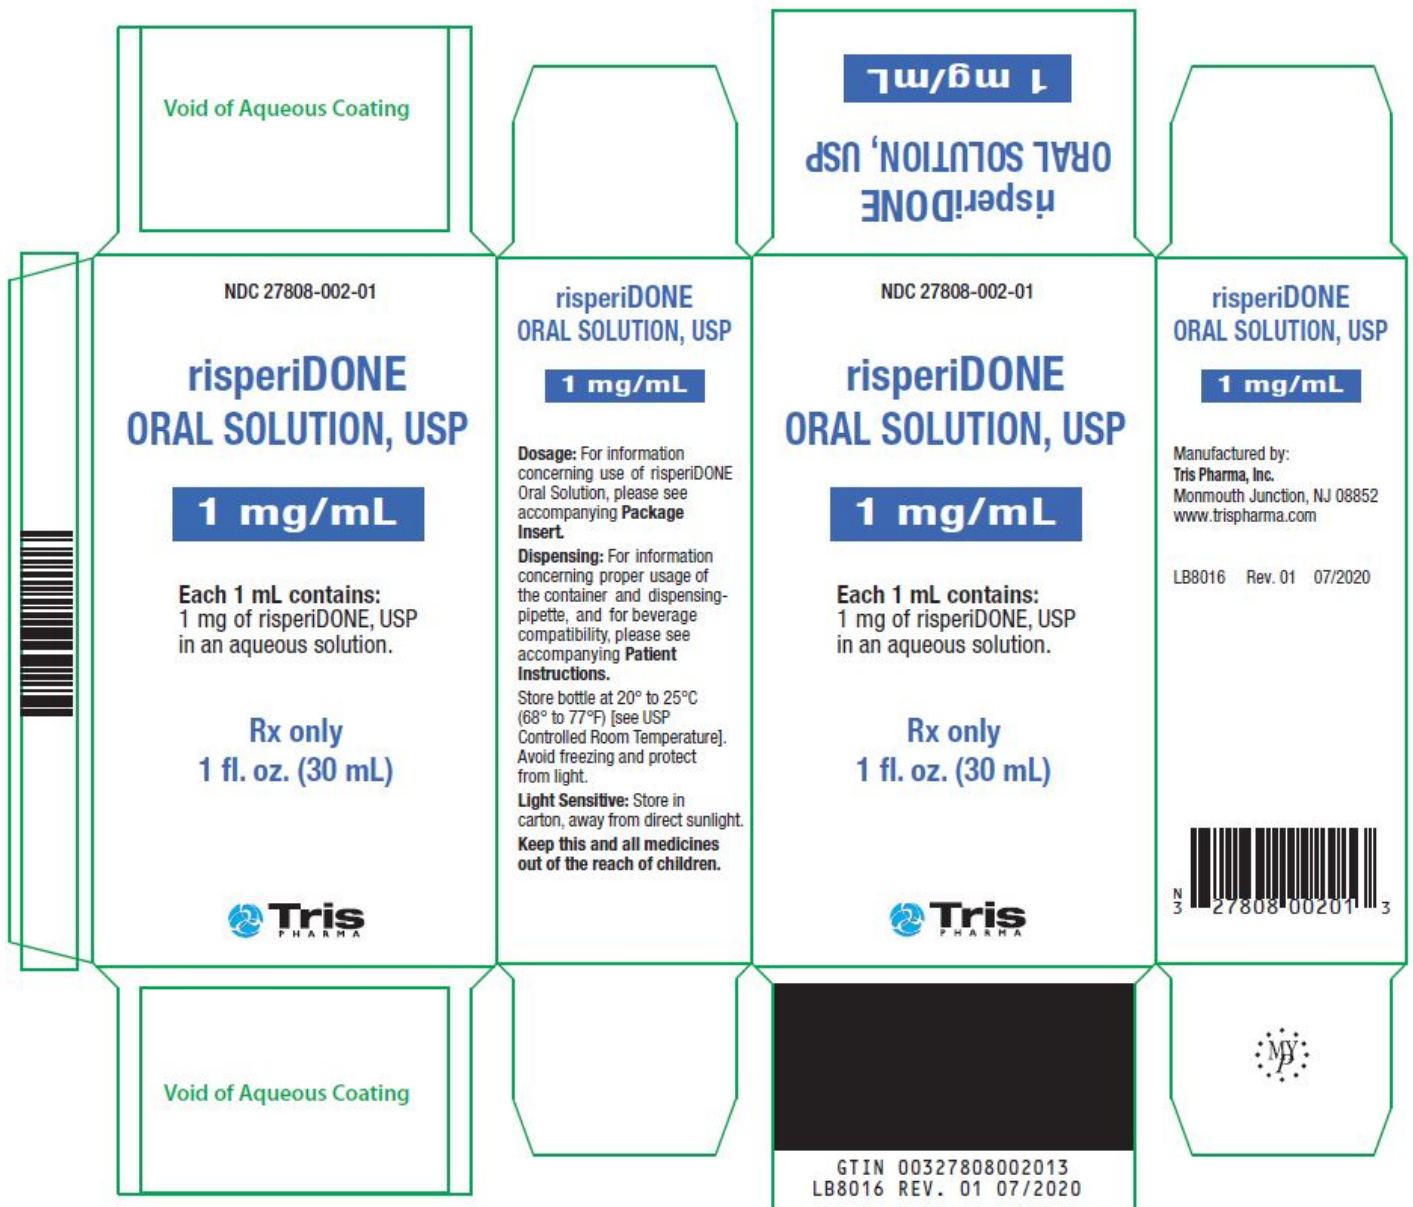 Void of Aqueous Coating
1 mg/mL
ORAL SOLUTION, USP
risperiDONE
NDC 27808-002-01
risperiDONE
ORAL SOLUTION, USP
1 mg/mL
Each 1 mL contains:
1 mg of risperiDONE, USP
in an aqueous solution.
Rx only
1 fl. oz. (30 mL)
Tris
PHARMA
risperiDONE
ORAL SOLUTION, USP
1 mg/mL
Dosage: For information
concerning use of risperiDONE
Oral Solution, please see
accompanying Package
Insert.
Dispensing: For information
concerning proper usage of
the container and dispensing-
pipette, and for beverage
compatibility, please see
accompanying Patient
Instructions.
Store bottle at 20° to 25°C
(68° to 77°F) [see USP
Controlled Room Temperature].
Avoid freezing and protect
from light.
Light Sensitive: Store in
carton, away from direct sunlight.
Keep this and all medicines
out of the reach of children.
NDC 27808-002-01
risperiDONE
ORAL SOLUTION, USP
1 mg/mL
Each 1 mL contains:
1 mg of risperiDONE, USP
in an aqueous solution.
Rx only
1 fl. oz. (30 mL)
Tris
PHARMA
risperiDONE
ORAL SOLUTION, USP
1 mg/mL
Manufactured by:
Tris Pharma, Inc.
Monmouth Junction, NJ 08852
www.trispharma.com
LB8016 Rev. 01 07/2020
N
3 27808 00201 3
Void of Aqueous Coating
GTIN 00327808002013
LB8016 REV. 01 07/2020
MY
P